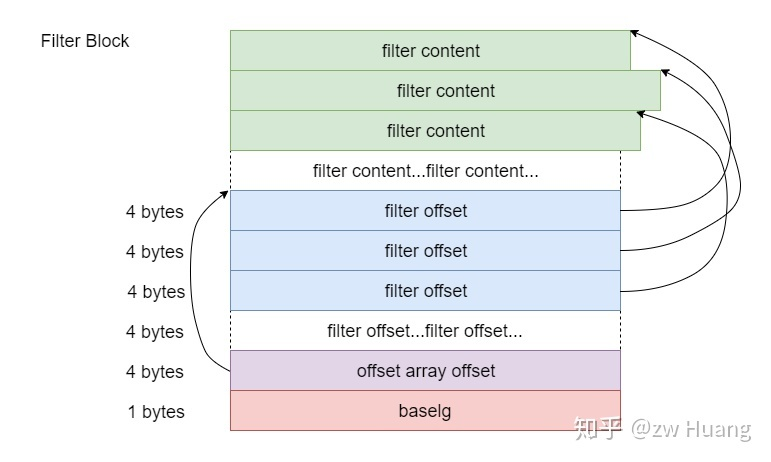 Filter Block
filter content
filter content
filter content
filter content...filter content...
4 bytes filter offset
4 bytes filter offset
4 bytes filter offset
4 bytes filter offset...filter offset...
4 bytes offset array offset
1 bytes baselg
知乎 @zw Huang